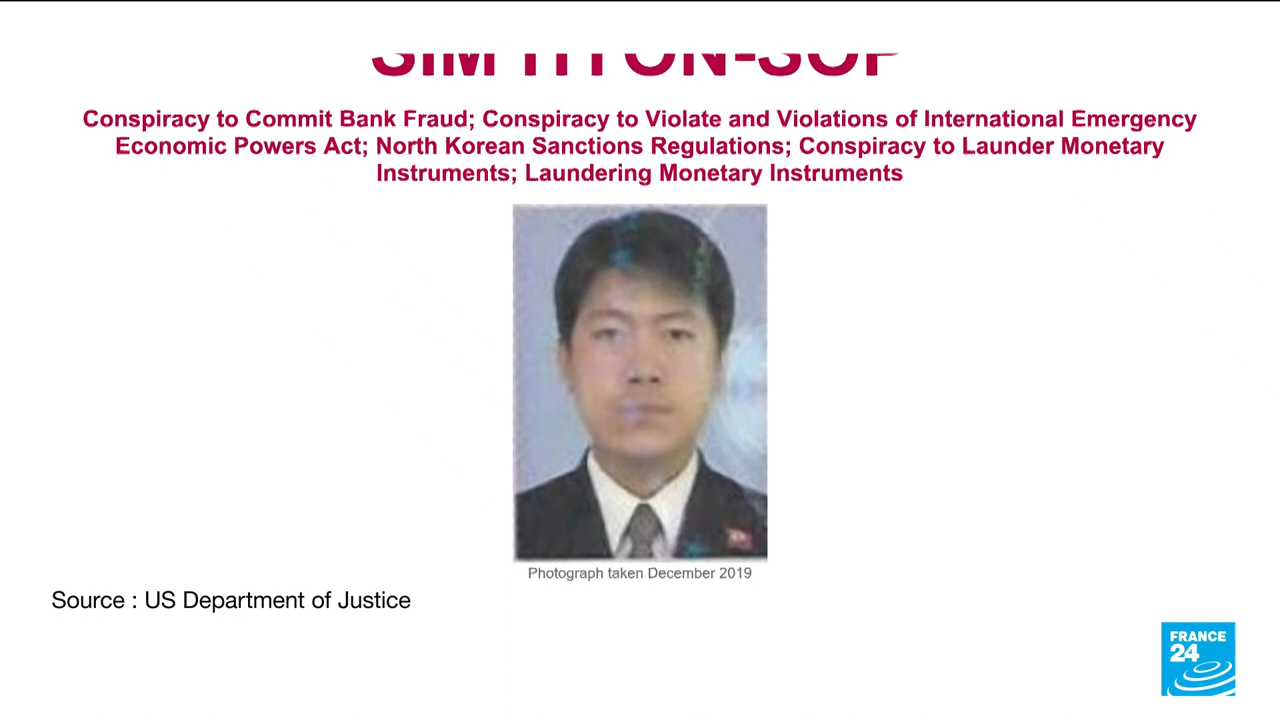 Conspiracy to Commit Bank Fraud; Conspiracy to Violate and Violations of International Emergency
Economic Powers Act; North Korean Sanctions Regulations; Conspiracy to Launder Monetary
Instruments; Laundering Monetary Instruments
Photograph taken December 2019
Source : US Department of Justice
FRANCE
24